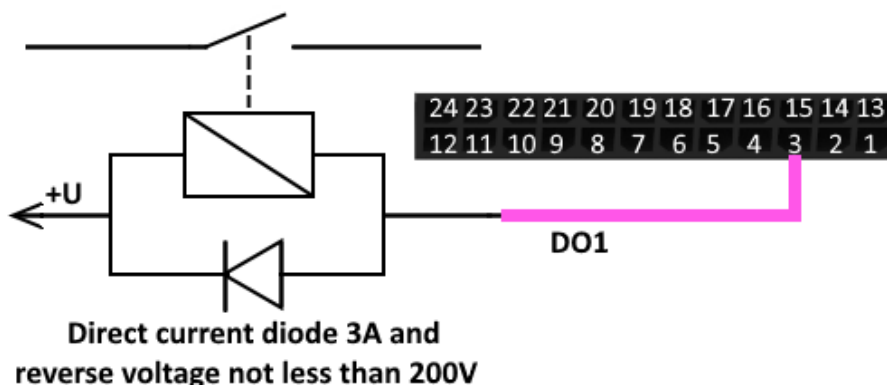 24 23 22 21 20 19 18 17 16 15 14 13
12 11 10 9 8 7 6 5 4 3 2 1
+U
DO1
Direct current diode 3A and
reverse voltage not less than 200V